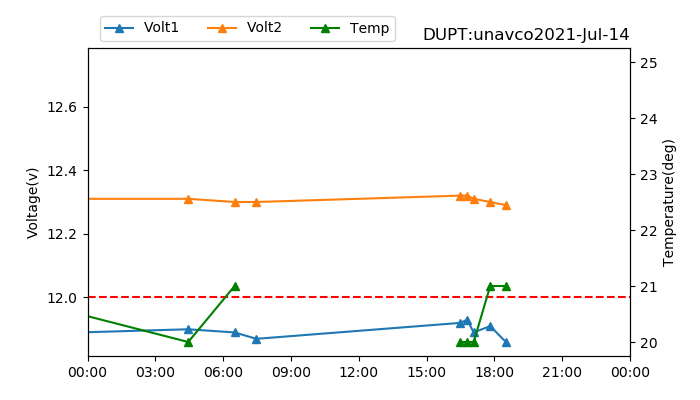 Volt1 Volt2 Temp
DUPT:unavco2021-Jul-14
12.6
12.4
12.2
12.0
Voltage(v)
25
24
23
22
21
20
Temperature(deg)
00:00 03:00 06:00 09:00 12:00 15:00 18:00 21:00 00:00